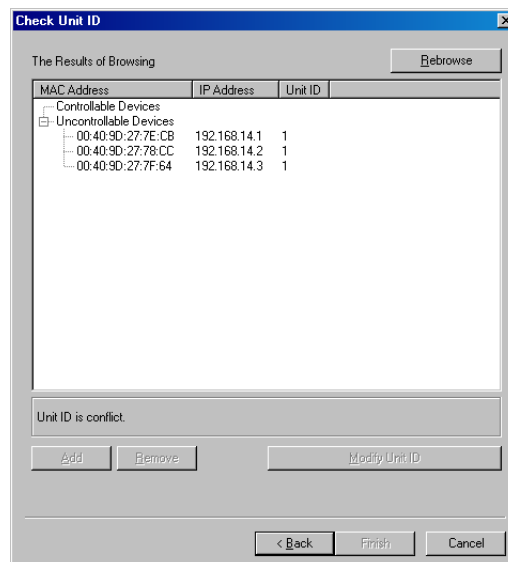 Check Unit ID
The Results of Browsing
Rebrowse
MAC Address IP Address Unit ID
Controllable Devices
Uncontrollable Devices
00:40:9D:27:7E:CB 192.168.14.1 1
00:40:9D:27:78:CC 192.168.14.2 1
00:40:9D:27:7F:64 192.168.14.3 1
Unit ID is conflict.
Add Remove Modify Unit ID
< Back Finish Cancel